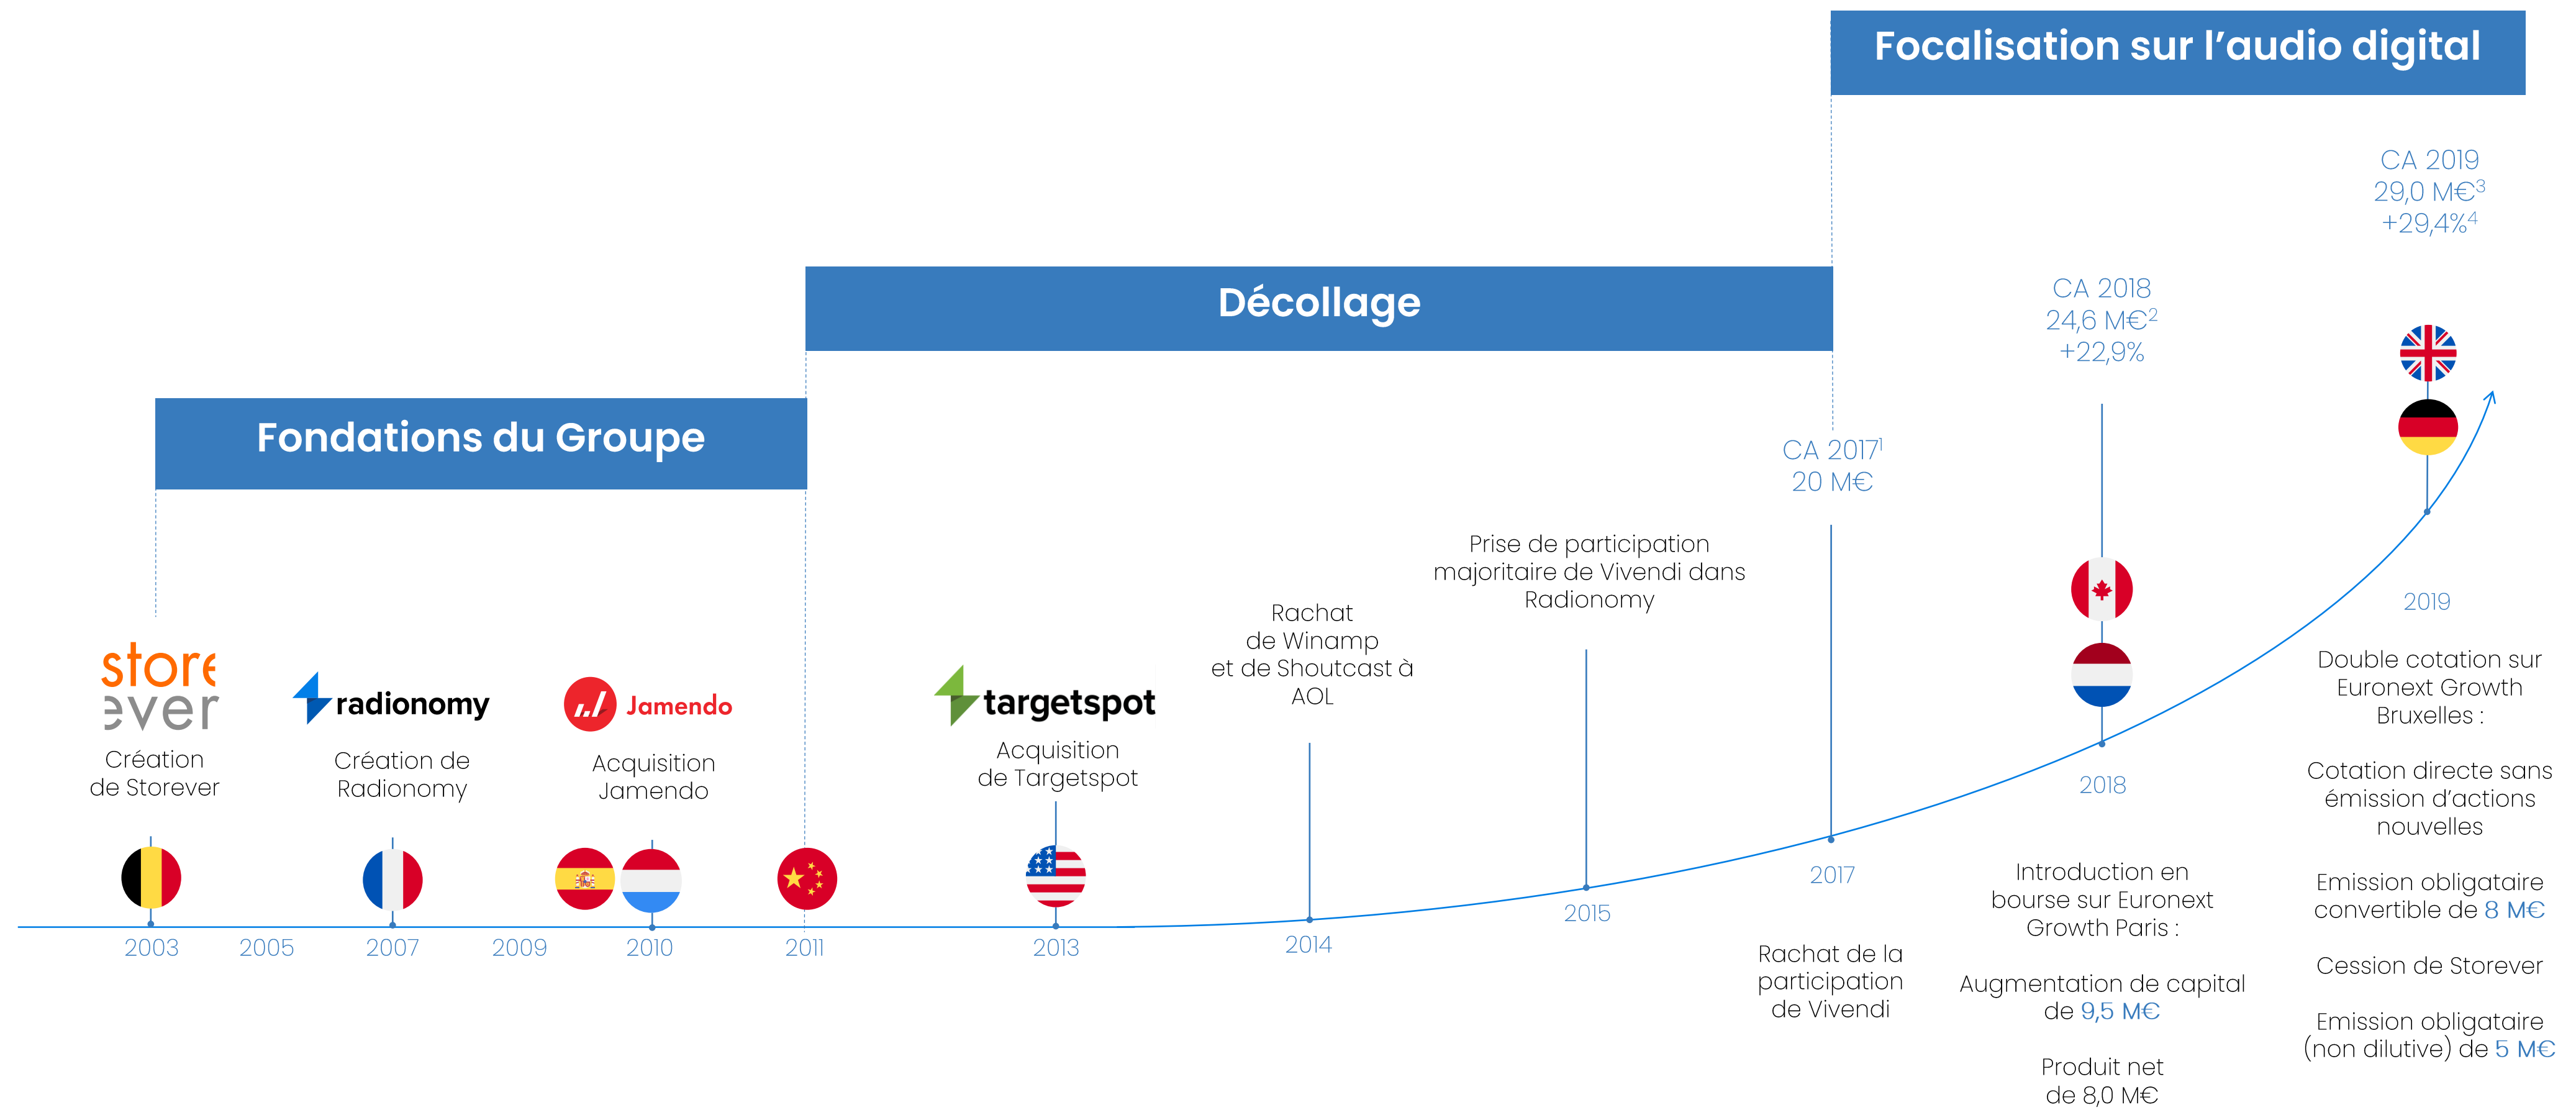 Focalisation sur l’audio digital
CA 2019
29,0 M€3
+29,4%4
Décollage
CA 2018
24,6 M€2
+22,9%
Fondations du Groupe
CA 20171
20 M€
Prise de participation
majoritaire de Vivendi dans
Radionomy
Rachat
de Winamp
et de Shoutcast à
AOL
store
ever
Création
de Storever
radionomy
Création de
Radionomy
Jamendo
Acquisition
Jamendo
targetspot
Acquisition
de Targetspot
2003
2005
2007
2009
2010
2011
2013
2014
2015
2017
Rachat de la
participation
de Vivendi
2018
Introduction en
bourse sur Euronext
Growth Paris :
Augmentation de capital
de 9,5 M€
Produit net
de 8,0 M€
2019
Double cotation sur
Euronext Growth
Bruxelles :
Cotation directe sans
émission d’actions
nouvelles
Emission obligataire
convertible de 8 M€
Cession de Storever
Emission obligataire
(non dilutive) de 5 M€